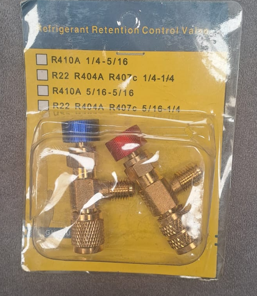 Refrigerant Retention Control Valve
R410A 1/4-5/16
R22 R404A R407c 1/4-1/4
R410A 5/16-5/16
R22 R404A R407c 5/16-1/4